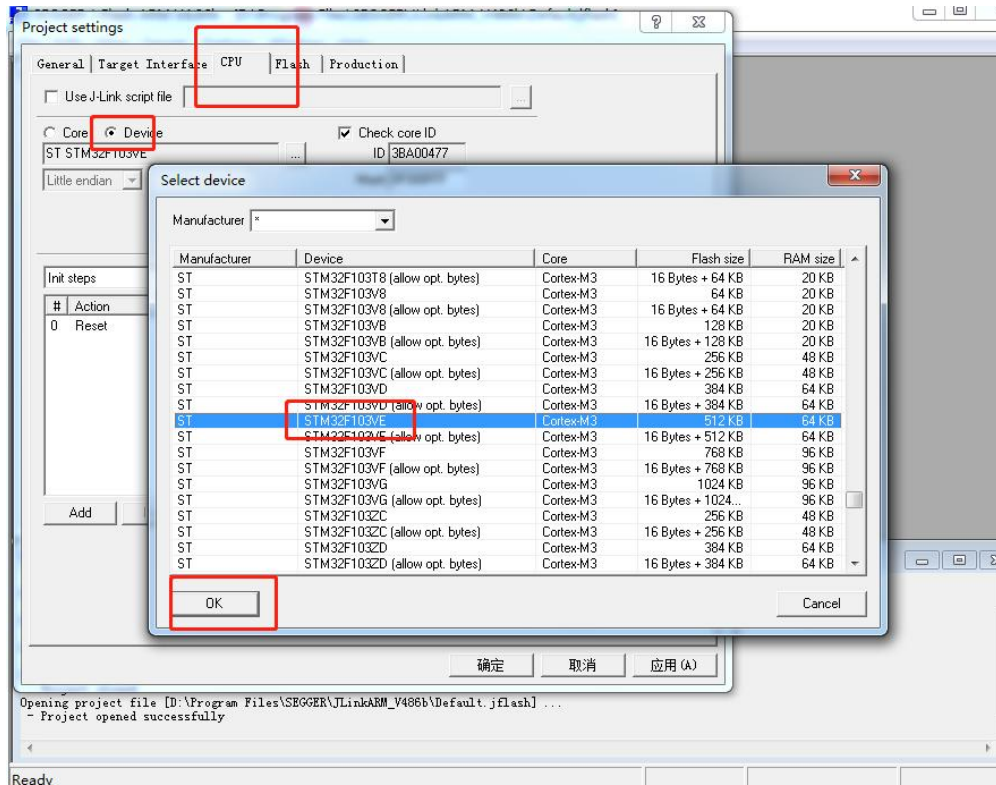 Project settings
General Target Interface CPU Flash Production
Use J-Link script file ...
Core Device Check core ID
ST STM32F103VE ... ID 3BA00477
Little endian
Select device
Manufacturer *
Manufacturer Device Core Flash size RAM size
ST STM32F103T8 (allow opt. bytes) Cortex-M3 16 Bytes + 64 KB 20 KB
ST STM32F103V8 Cortex-M3 64 KB 20 KB
ST STM32F103V8 (allow opt. bytes) Cortex-M3 16 Bytes + 64 KB 20 KB
ST STM32F103VB Cortex-M3 128 KB 20 KB
ST STM32F103VB (allow opt. bytes) Cortex-M3 16 Bytes + 128 KB 20 KB
ST STM32F103VC Cortex-M3 256 KB 48 KB
ST STM32F103VC (allow opt. bytes) Cortex-M3 16 Bytes + 256 KB 48 KB
ST STM32F103VD Cortex-M3 384 KB 64 KB
ST STM32F103VD (allow opt. bytes) Cortex-M3 16 Bytes + 384 KB 64 KB
ST STM32F103VE Cortex-M3 512 KB 64 KB
ST STM32F103VE (allow opt. bytes) Cortex-M3 16 Bytes + 512 KB 64 KB
ST STM32F103VF Cortex-M3 768 KB 96 KB
ST STM32F103VF (allow opt. bytes) Cortex-M3 16 Bytes + 768 KB 96 KB
ST STM32F103VG Cortex-M3 1024 KB 96 KB
ST STM32F103VG (allow opt. bytes) Cortex-M3 16 Bytes + 1024... 96 KB
ST STM32F103ZC Cortex-M3 256 KB 48 KB
ST STM32F103ZC (allow opt. bytes) Cortex-M3 16 Bytes + 256 KB 48 KB
ST STM32F103ZD Cortex-M3 384 KB 64 KB
ST STM32F103ZD (allow opt. bytes) Cortex-M3 16 Bytes + 384 KB 64 KB
OK Cancel
Init steps
# Action
0 Reset
Add
确定 取消 应用(A)
Opening project file [D:\Program Files\SEGGER\JLinkARM_V486b\Default.jflash] ...
- Project opened successfully
Ready